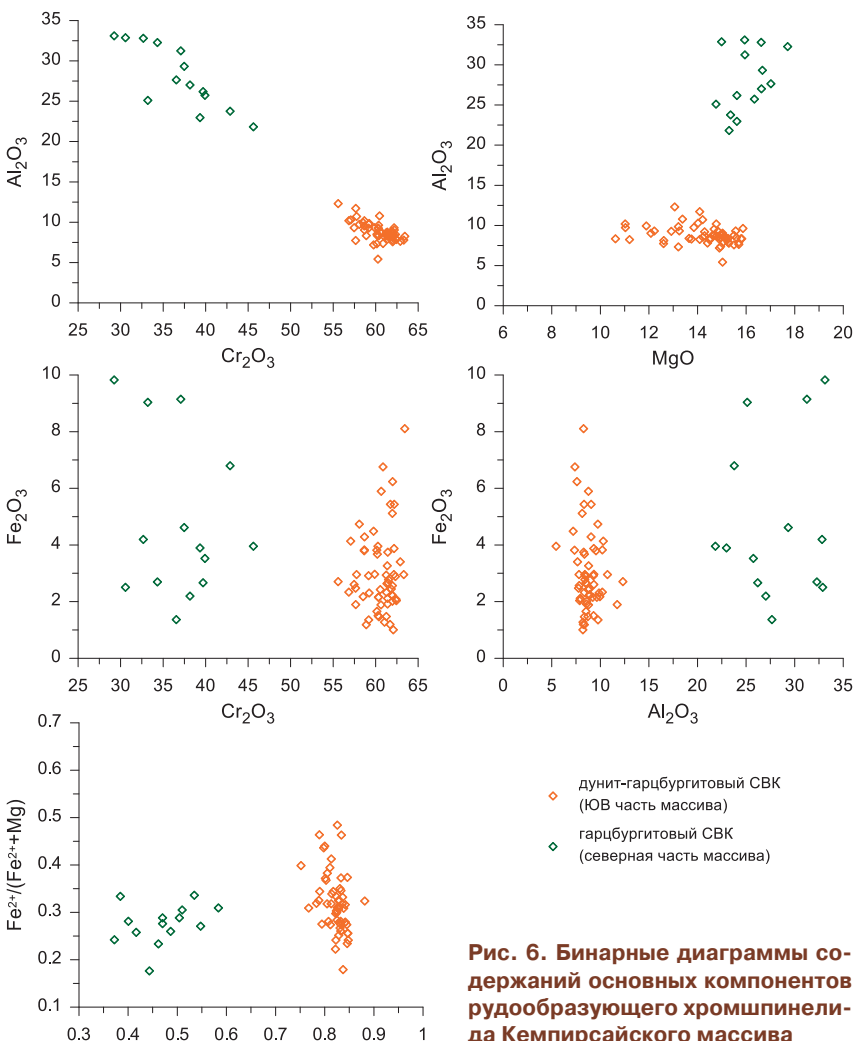 35
30
25
20
15
10
5
0
Al₂O₃
25 30 35 40 45 50 55 60 65
Cr₂O₃
35
30
25
20
15
10
5
0
Al₂O₃
6 8 10 12 14 16 18 20
MgO
10
8
6
4
2
0
Fe₂O₃
25 30 35 40 45 50 55 60 65
Cr₂O₃
10
8
6
4
2
0
Fe₂O₃
0 5 10 15 20 25 30 35
Al₂O₃
0.7
0.6
0.5
0.4
0.3
0.2
0.1
Fe²⁺/(Fe²⁺+Mg)
0.3 0.4 0.5 0.6 0.7 0.8 0.9 1
дунит-гарцбургитовый СВК
(ЮВ часть массива)
гарцбургитовый СВК
(северная часть массива)
Рис. 6. Бинарные диаграммы со-
держаний основных компонентов
рудообразующего хромшпинели-
да Кемпирсайского массива